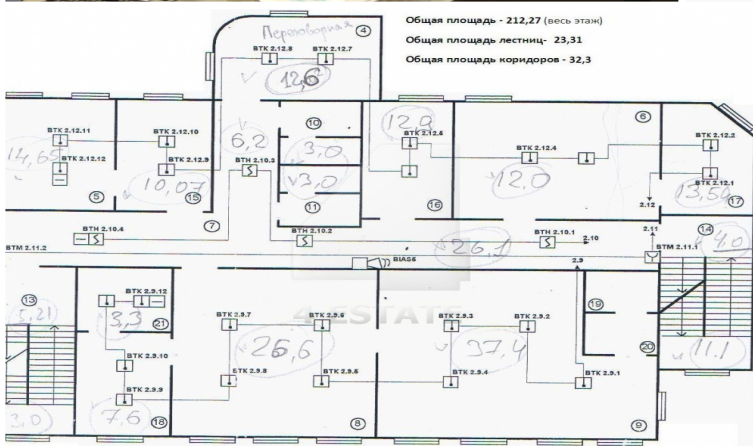 Общая площадь - 212,27 (весь этаж)
Общая площадь лестниц- 23,31
Общая площадь коридоров - 32,3
Переговорная
4
ВТК 2.12.8
ВТК 2.12.7
12,6
ВТК 2.12.11
14,65
ВТК 2.12.12
5
ВТК 2.12.10
ВТК 2.12.9
10,07
15
6,2
ВТН 2.10.3
7
10
3,0
3,0
11
12,9
ВТК 2.12.5
16
6
ВТК 2.12.4
12,0
ВТК 2.12.2
ВТК 2.12.1
13,54
17
2.12
2.11
14
4,0
ВТН 2.10.4
ВТН 2.10.2
ВТН 2.10.1
2.10
26,1
ВТМ 2.11.2
ВТМ 2.11.1
BIAS5
2.9
13
5,21
3,0
ВТК 2.9.12
3,3
21
ВТК 2.9.10
ВТК 2.9.9
7,6
18
ВТК 2.9.7
ВТК 2.9.6
26,6
ВТК 2.9.8
ВТК 2.9.5
8
4ESTATE
ВТК 2.9.3
ВТК 2.9.2
37,4
ВТК 2.9.4
ВТК 2.9.1
9
19
20
11,1